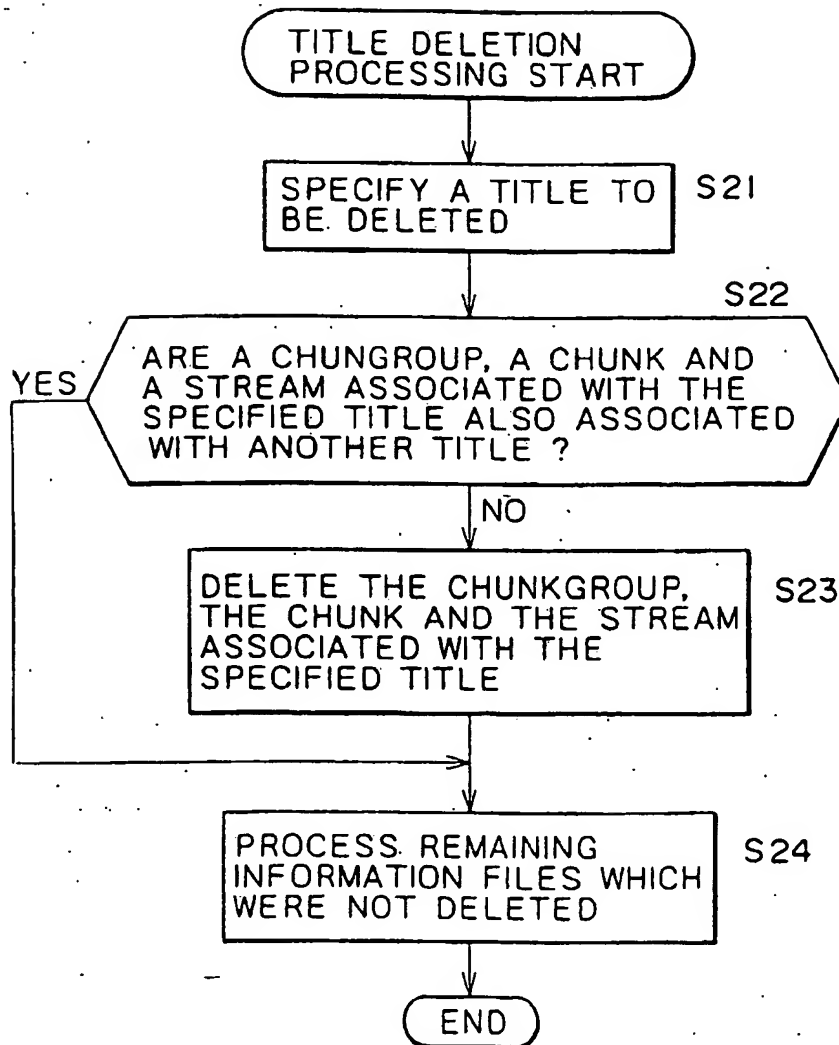 TITLE DELETION
PROCESSING START
SPECIFY A TITLE TO
BE DELETED
S21
S22
ARE A CHUNGROUP, A CHUNK AND
A STREAM ASSOCIATED WITH THE
SPECIFIED TITLE ALSO ASSOCIATED
WITH ANOTHER TITLE ?
YES
NO
DELETE THE CHUNKGROUP,
THE CHUNK AND THE STREAM
ASSOCIATED WITH THE
SPECIFIED TITLE
S23
PROCESS REMAINING
INFORMATION FILES WHICH
WERE NOT DELETED
S24
END